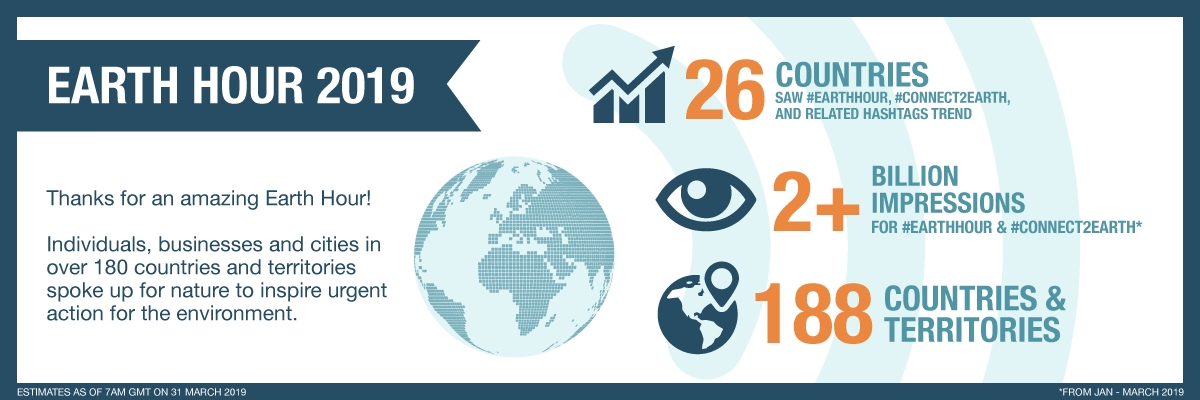 EARTH HOUR 2019
Thanks for an amazing Earth Hour!
Individuals, businesses and cities in
over 180 countries and territories
spoke up for nature to inspire urgent
action for the environment.
26 COUNTRIES
SAW #EARTHHOUR, #CONNECT2EARTH,
AND RELATED HASHTAGS TREND
2+ BILLION
IMPRESSIONS
FOR #EARTHHOUR & #CONNECT2EARTH*
188 COUNTRIES &
TERRITORIES
ESTIMATES AS OF 7AM GMT ON 31 MARCH 2019
*FROM JAN - MARCH 2019